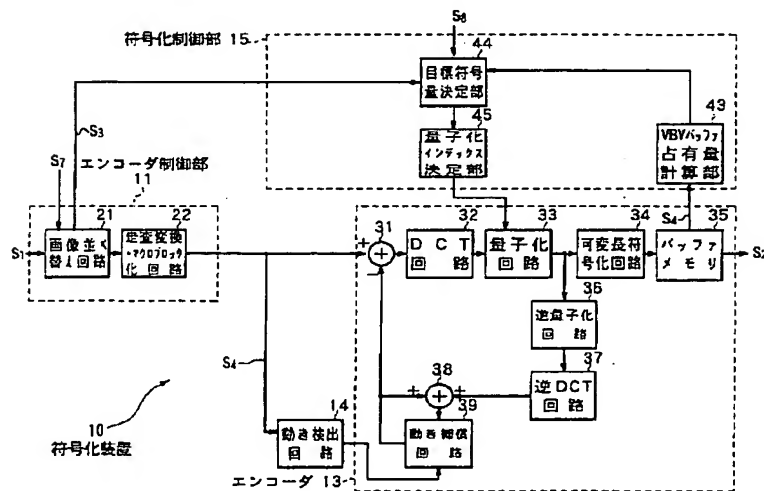 符号化制御部 15
S8
44
目標符号
量決定部
43
VBVバッファ
占有量
計算部
45
量子化
インデックス
決定部
S3
S7
エンコーダ制御部
11
21
画像並べ
替え回路
22
走査変換
・マクロブロック
化回路
S1
31
32
DCT
回路
33
量子化
回路
34
可変長符
号化回路
S4
35
バッファ
メモリ
S2
36
逆量子化
回路
37
逆DCT
回路
38
39
動き補償
回路
S4
14
動き検出
回路
10
符号化装置
エンコーダ 13